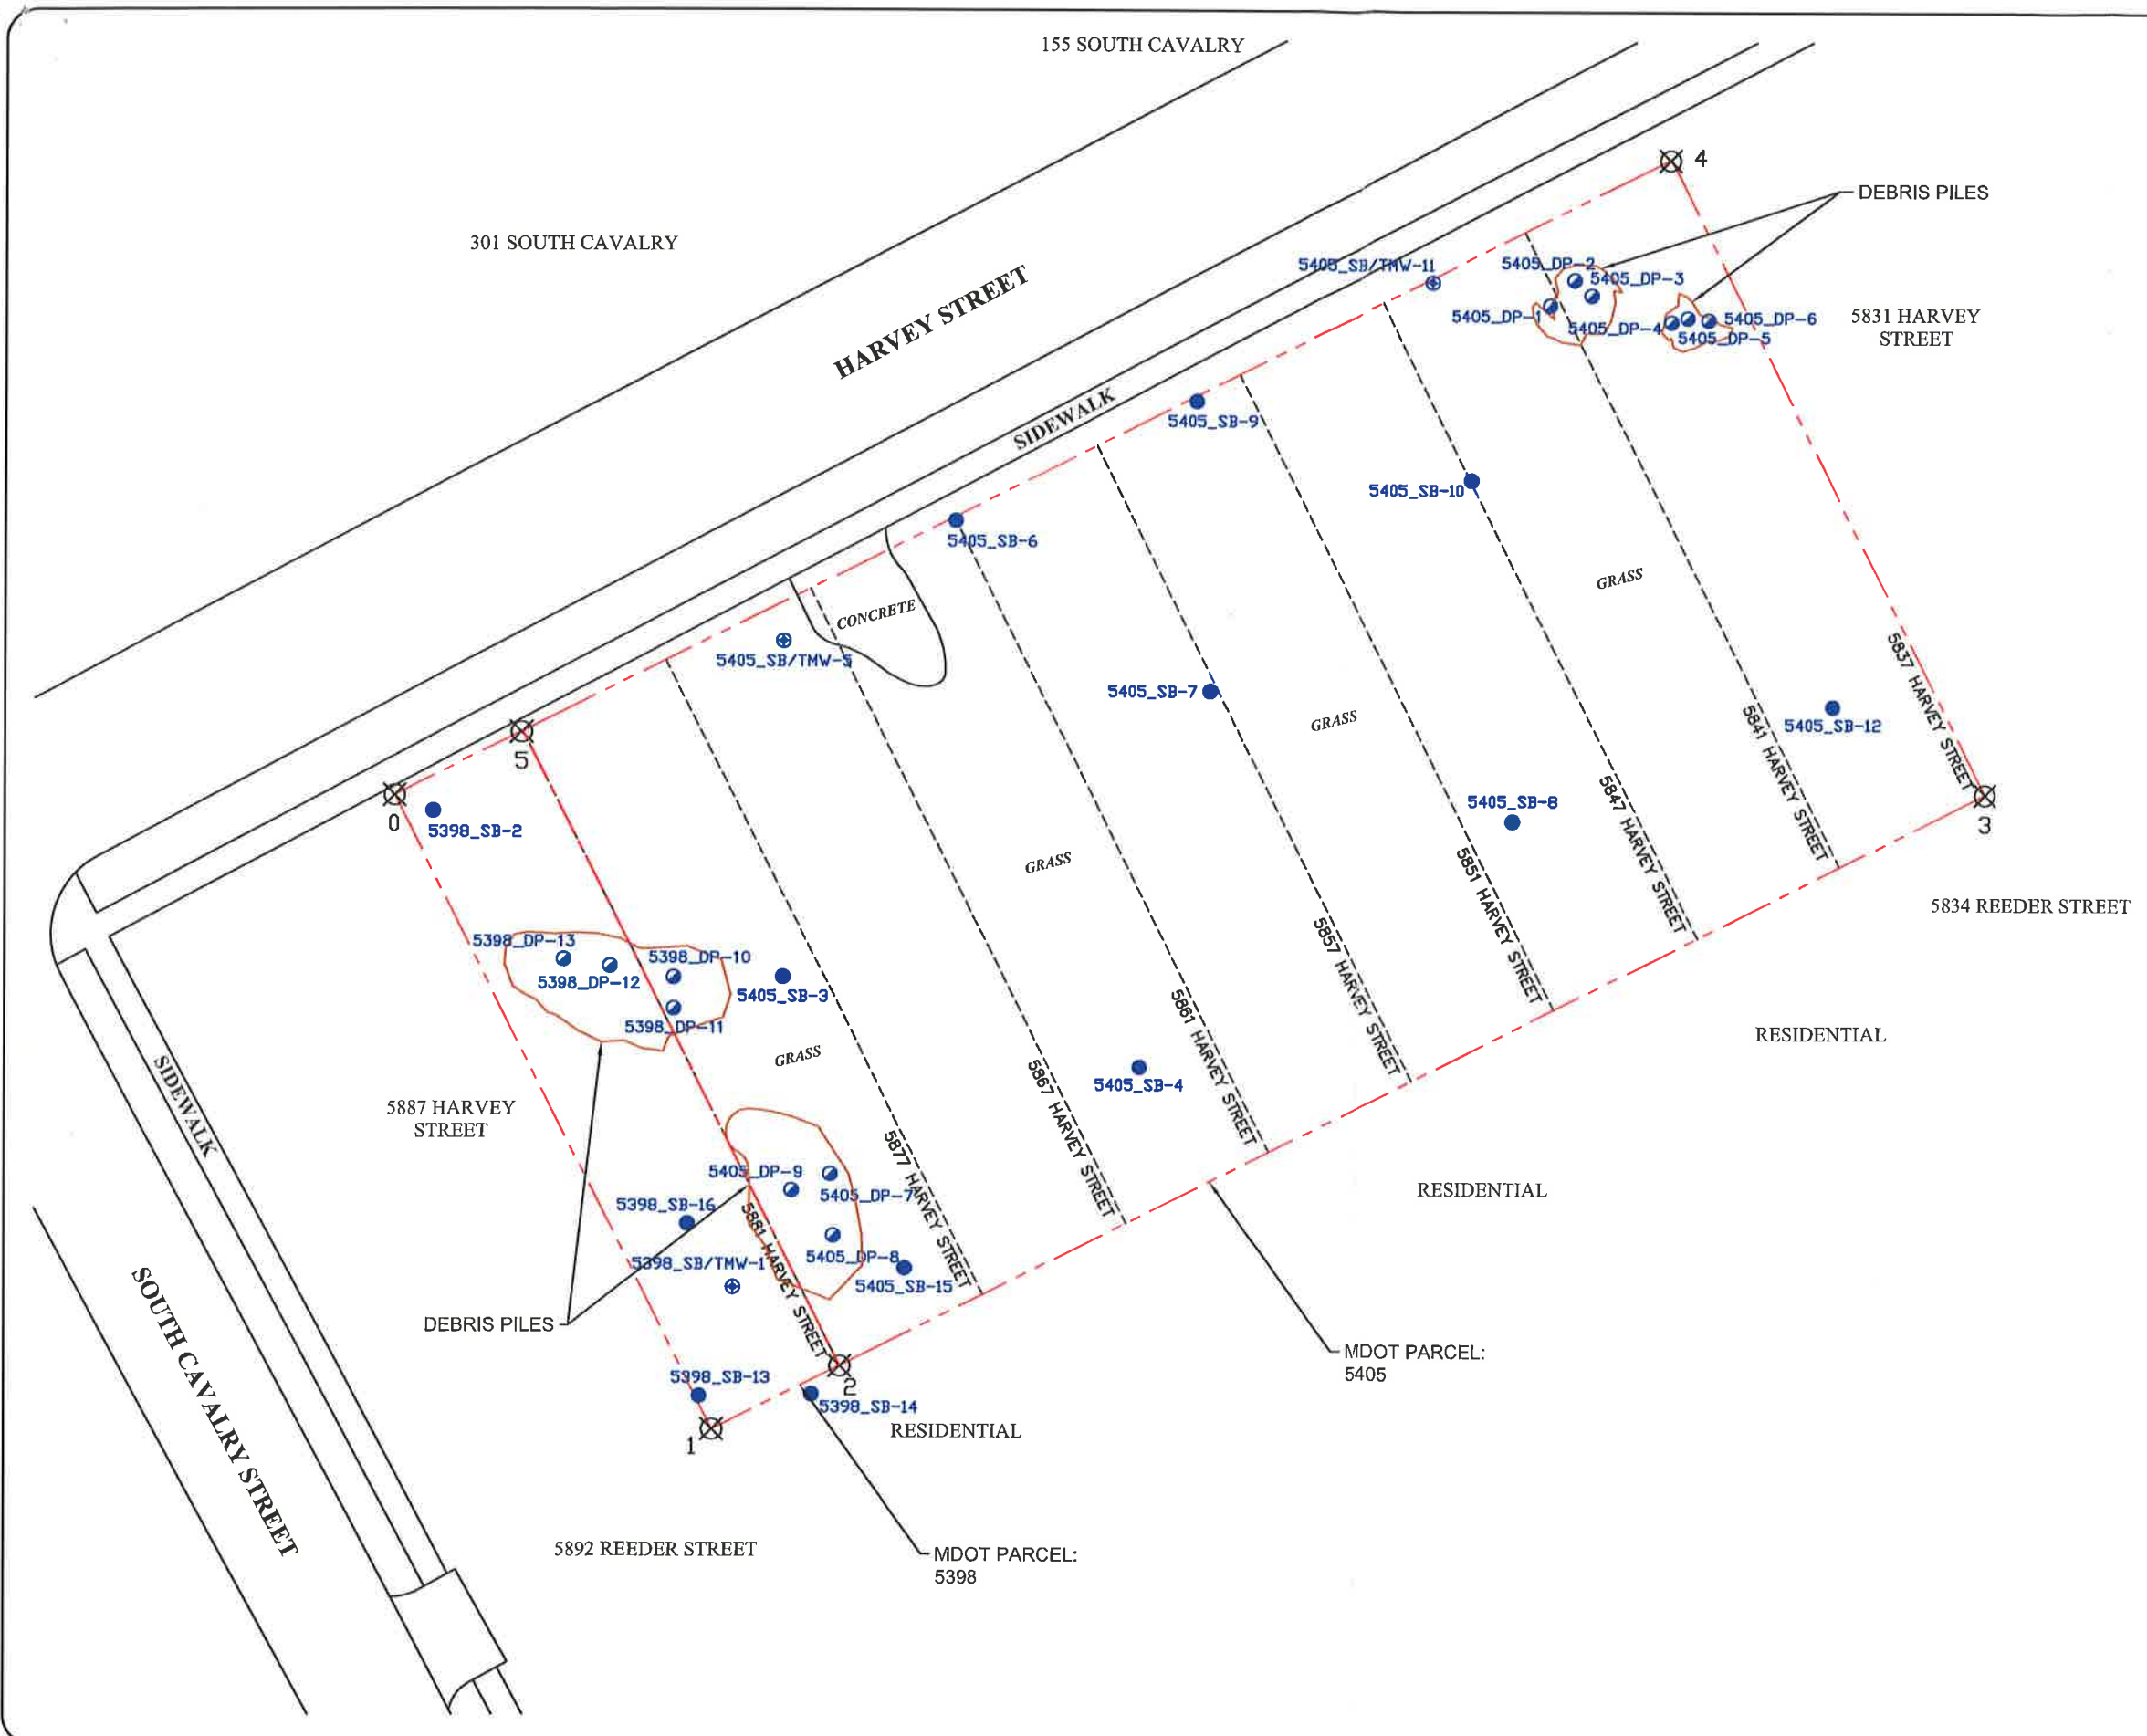 155 SOUTH CAVALRY
301 SOUTH CAVALRY
HARVEY STREET
SIDEWALK
4
DEBRIS PILES
5405_SB/TMW-11
5405_DP-2
5405_DP-3
5405_DP-1
5405_DP-4
5405_DP-6
5405_DP-5
5831 HARVEY
STREET
5405_SB-9
5405_SB-10
5405_SB-6
GRASS
CONCRETE
5405_SB/TMW-5
5405_SB-7
GRASS
5837 HARVEY STREET
5405_SB-12
5841 HARVEY STREET
5
0
5398_SB-2
5405_SB-8
5847 HARVEY STREET
3
GRASS
5851 HARVEY STREET
5834 REEDER STREET
5398_DP-13
5398_DP-10
5398_DP-12
5405_SB-3
5398_DP-11
5857 HARVEY STREET
RESIDENTIAL
GRASS
5861 HARVEY STREET
5405_SB-4
5867 HARVEY STREET
SIDEWALK
5887 HARVEY
STREET
5877 HARVEY STREET
5405_DP-9
5405_DP-7
RESIDENTIAL
5398_SB-16
5881 HARVEY STREET
5398_SB/TMW-1
5405_DP-8
5405_SB-15
DEBRIS PILES
SOUTH CAVALRY STREET
MDOT PARCEL:
5405
5398_SB-13
2
5398_SB-14
1
RESIDENTIAL
5892 REEDER STREET
MDOT PARCEL:
5398